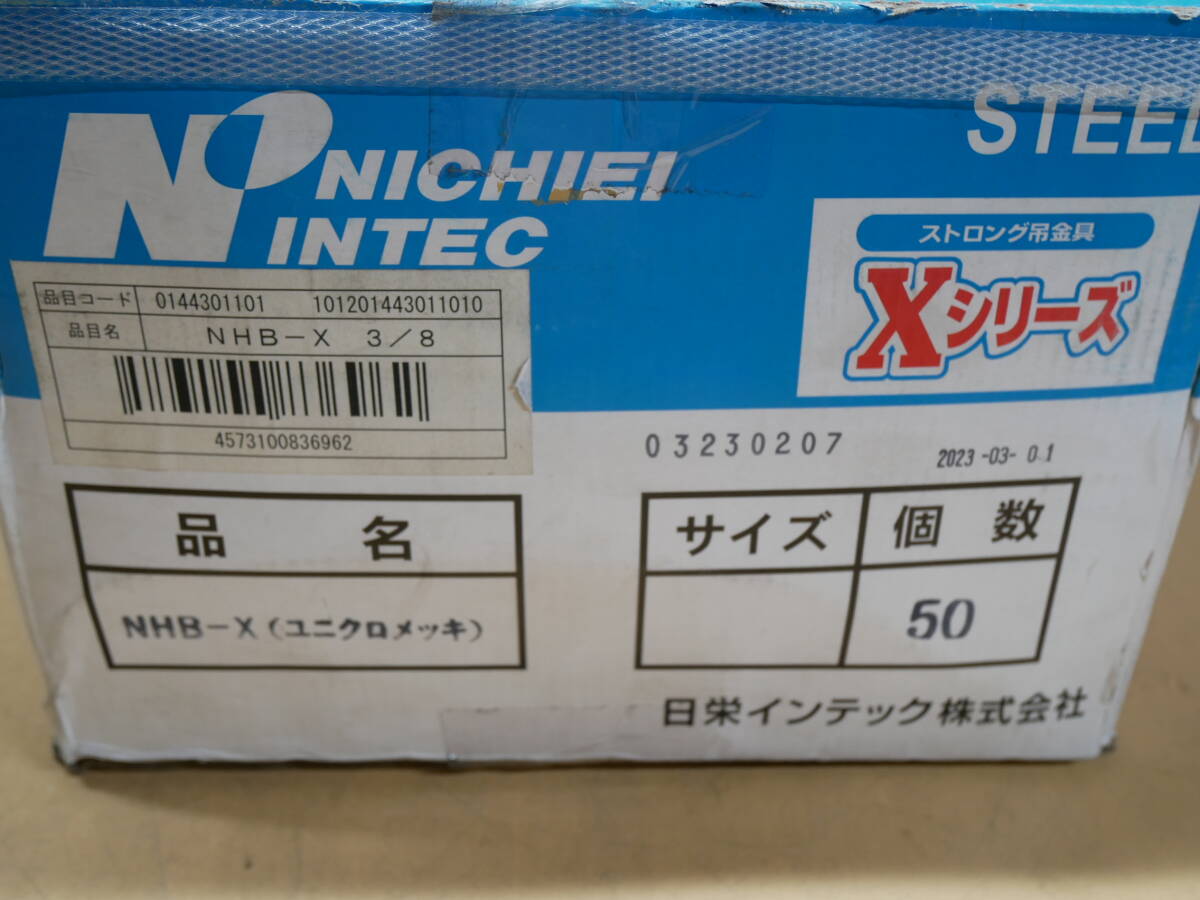 STEEL
NICHIEI
INTEC
ストロング吊金具
Xシリーズ
品目コード 0144301101 101201443011010
品目名 NHB-X 3/8
4573100836962
03230207
2023-03-01
品名
NHB-X(ユニクロメッキ)
サイズ 個数
50
日栄インテック株式会社